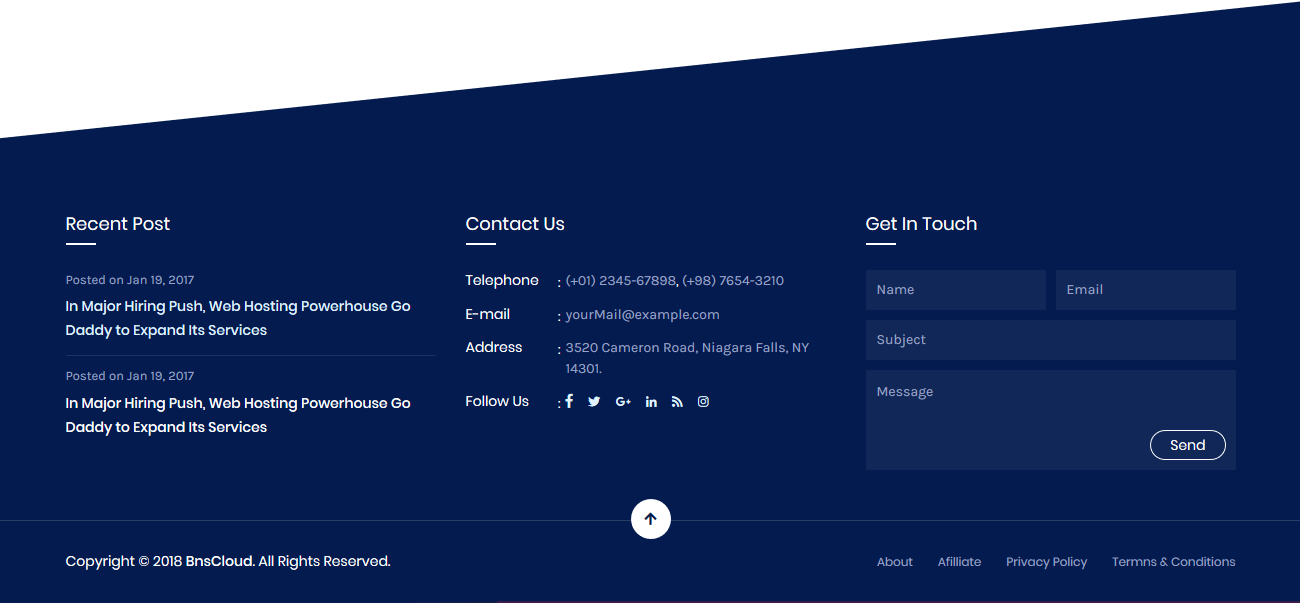 Recent Post
Posted on Jan 19, 2017
In Major Hiring Push, Web Hosting Powerhouse Go
Daddy to Expand Its Services
Posted on Jan 19, 2017
In Major Hiring Push, Web Hosting Powerhouse Go
Daddy to Expand Its Services
Contact Us
Telephone : (+01) 2345-67898, (+98) 7654-3210
E-mail : yourMail@example.com
Address : 3520 Cameron Road, Niagara Falls, NY
14301.
Follow Us :
Get In Touch
Name Email
Subject
Message
Send
Copyright © 2018 BnsCloud. All Rights Reserved.
About Afilliate Privacy Policy Termns & Conditions